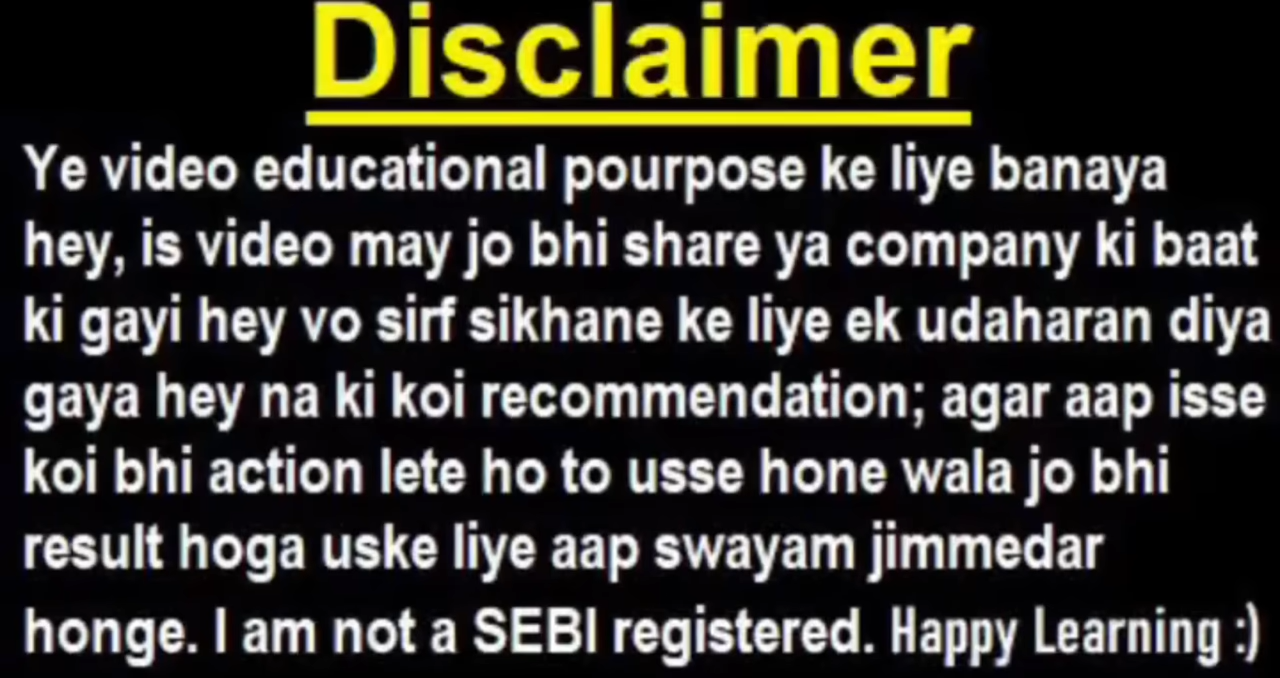 Disclaimer
Ye video educational pourpose ke liye banaya
hey, is video may jo bhi share ya company ki baat
ki gayi hey vo sirf sikhane ke liye ek udaharan diya
gaya hey na ki koi recommendation; agar aap isse
koi bhi action lete ho to usse hone wala jo bhi
result hoga uske liye aap swayam jimmedar
honge. I am not a SEBI registered. Happy Learning :)